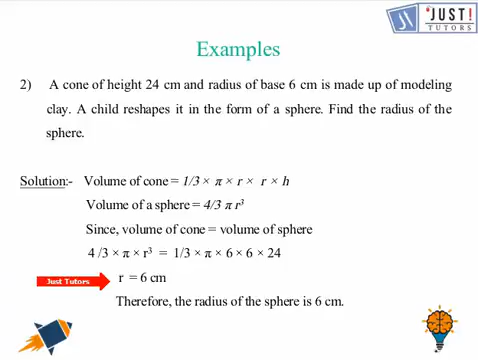 JUST!
TUTORS
Examples
2) A cone of height 24 cm and radius of base 6 cm is made up of modeling
clay. A child reshapes it in the form of a sphere. Find the radius of the
sphere.
Solution:- Volume of cone = 1/3 × π × r × r × h
Volume of a sphere = 4/3 π r³
Since, volume of cone = volume of sphere
4 /3 × π × r³ = 1/3 × π × 6 × 6 × 24
Just Tutors r = 6 cm
Therefore, the radius of the sphere is 6 cm.